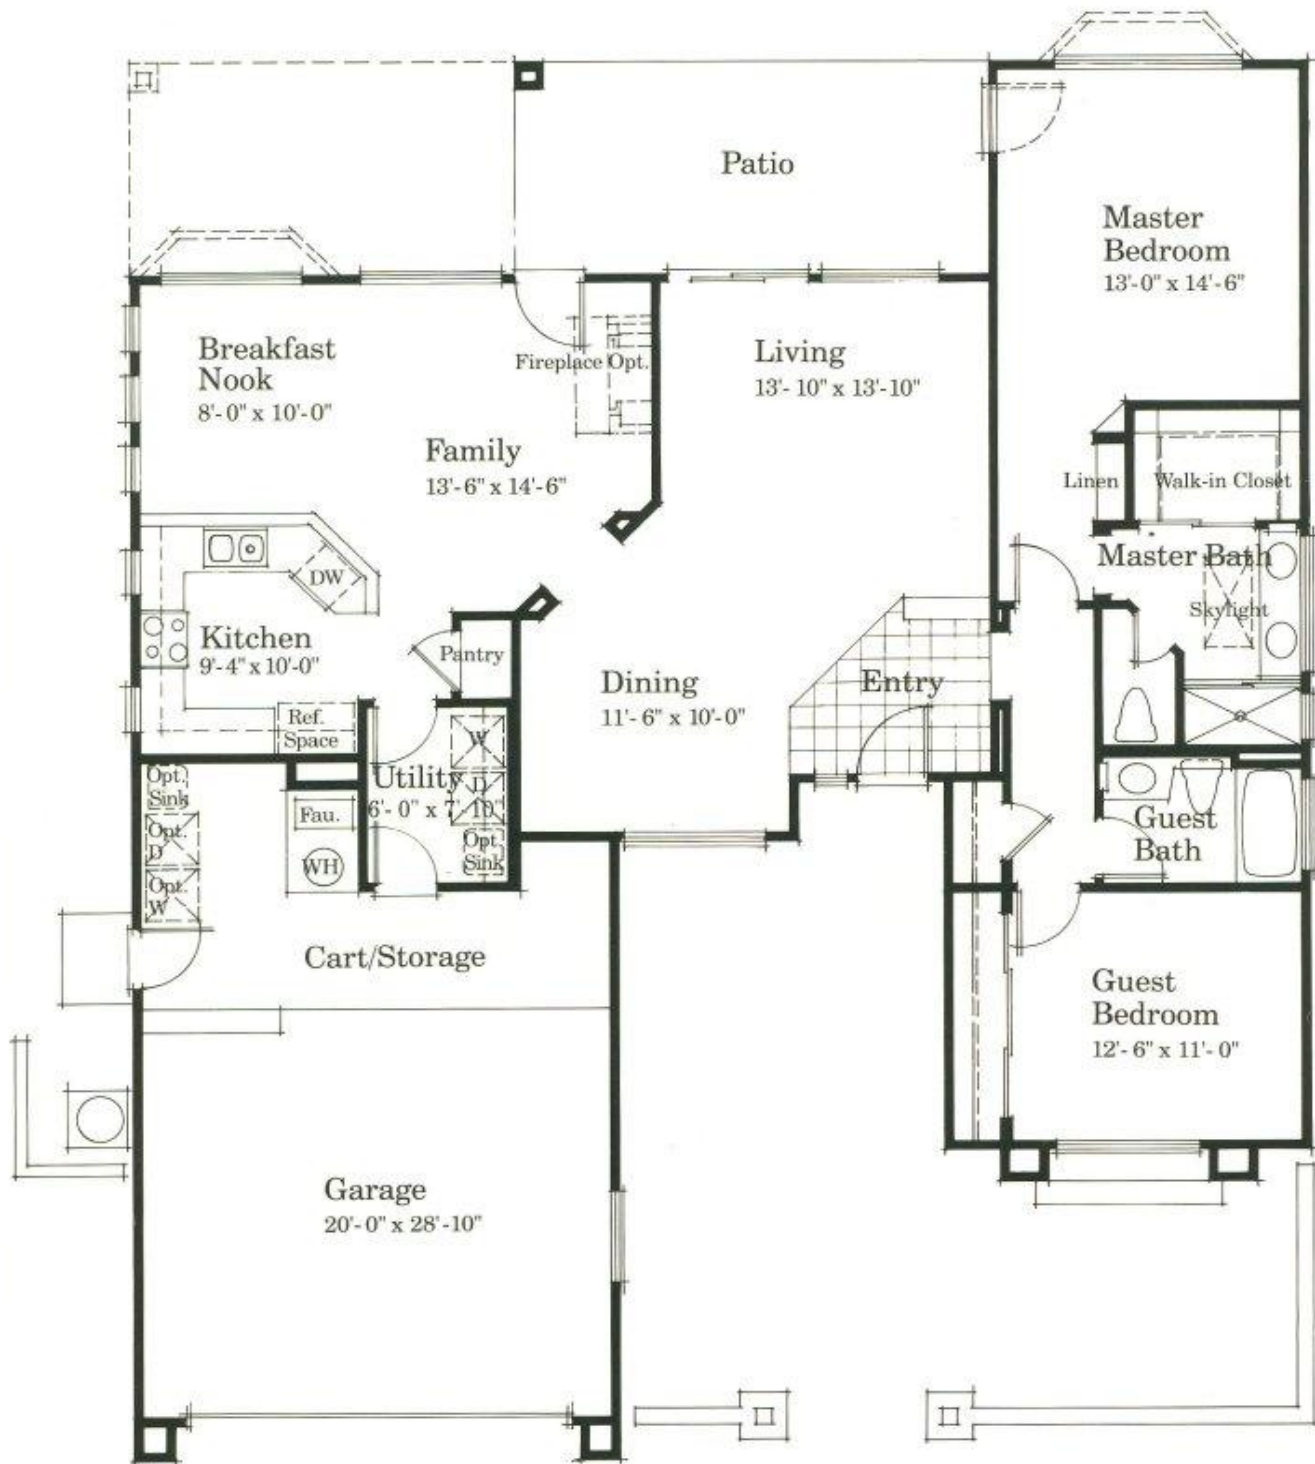 Patio
Master
Bedroom
13'-0" x 14'-6"
Breakfast
Nook
8'-0" x 10'-0"
Fireplace Opt.
Living
13'-10" x 13'-10"
Family
13'-6" x 14'-6"
Linen
Walk-in Closet
Master Bath
Skylight
DW
Kitchen
9'-4" x 10'-0"
Pantry
Dining
11'-6" x 10'-0"
Entry
Ref.
Space
W
Utility
6'-0" x 7'-10"
D
Opt.
Sink
Opt.
Sink
Opt.
D
Opt.
W
Fau.
WH
Guest
Bath
Cart/Storage
Guest
Bedroom
12'-6" x 11'-0"
Garage
20'-0" x 28'-10"